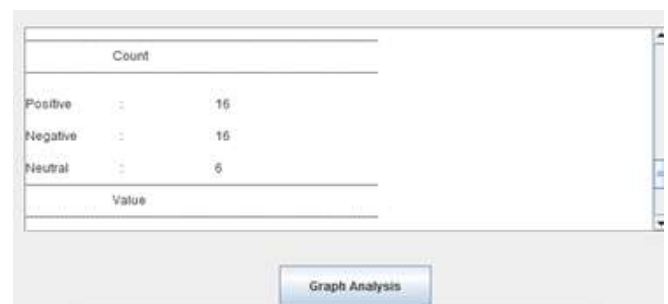 Count
Positive : 16
Negative : 16
Neutral : 6
Value
Graph Analysis